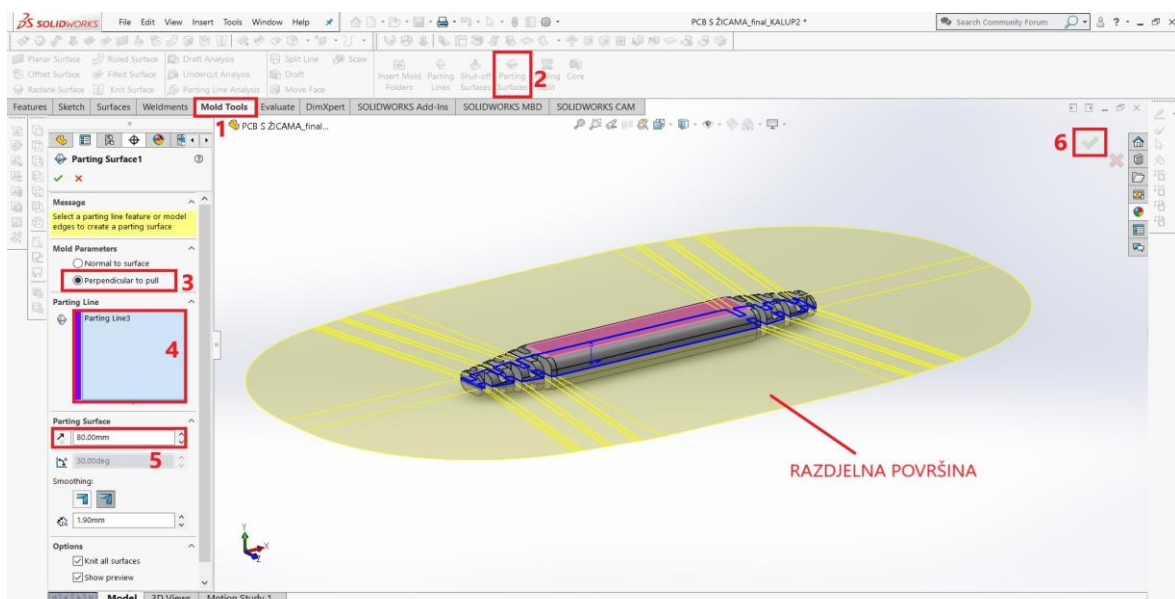 SOLIDWORKS File Edit View Insert Tools Window Help
PCB S ŽICAMA_final_KALUP2 *
Search Community Forum
Planar Surface Ruled Surface Draft Analysis Split Line Scale
Offset Surface Filled Surface Undercut Analysis Draft
Radiate Surface Knit Surface Parting Line Analysis Move Face
Insert Mold Folders
Parting Lines
Shut-off Surfaces
Parting Surfaces
2
Core
Features Sketch Surfaces Weldments Mold Tools Evaluate DimXpert SOLIDWORKS Add-Ins SOLIDWORKS MBD SOLIDWORKS CAM
1
PCB S ŽICAMA_final...
6
Parting Surface1
Message
Select a parting line feature or model
edges to create a parting surface
Mold Parameters
Normal to surface
Perpendicular to pull
3
Parting Line
Parting Line3
4
Parting Surface
80.00mm
5
30.00deg
Smoothing:
1.90mm
Options
Knit all surfaces
Show preview
RAZDJELNA POVRŠINA
Y
X
Z
Model 3D Views Motion Study 1